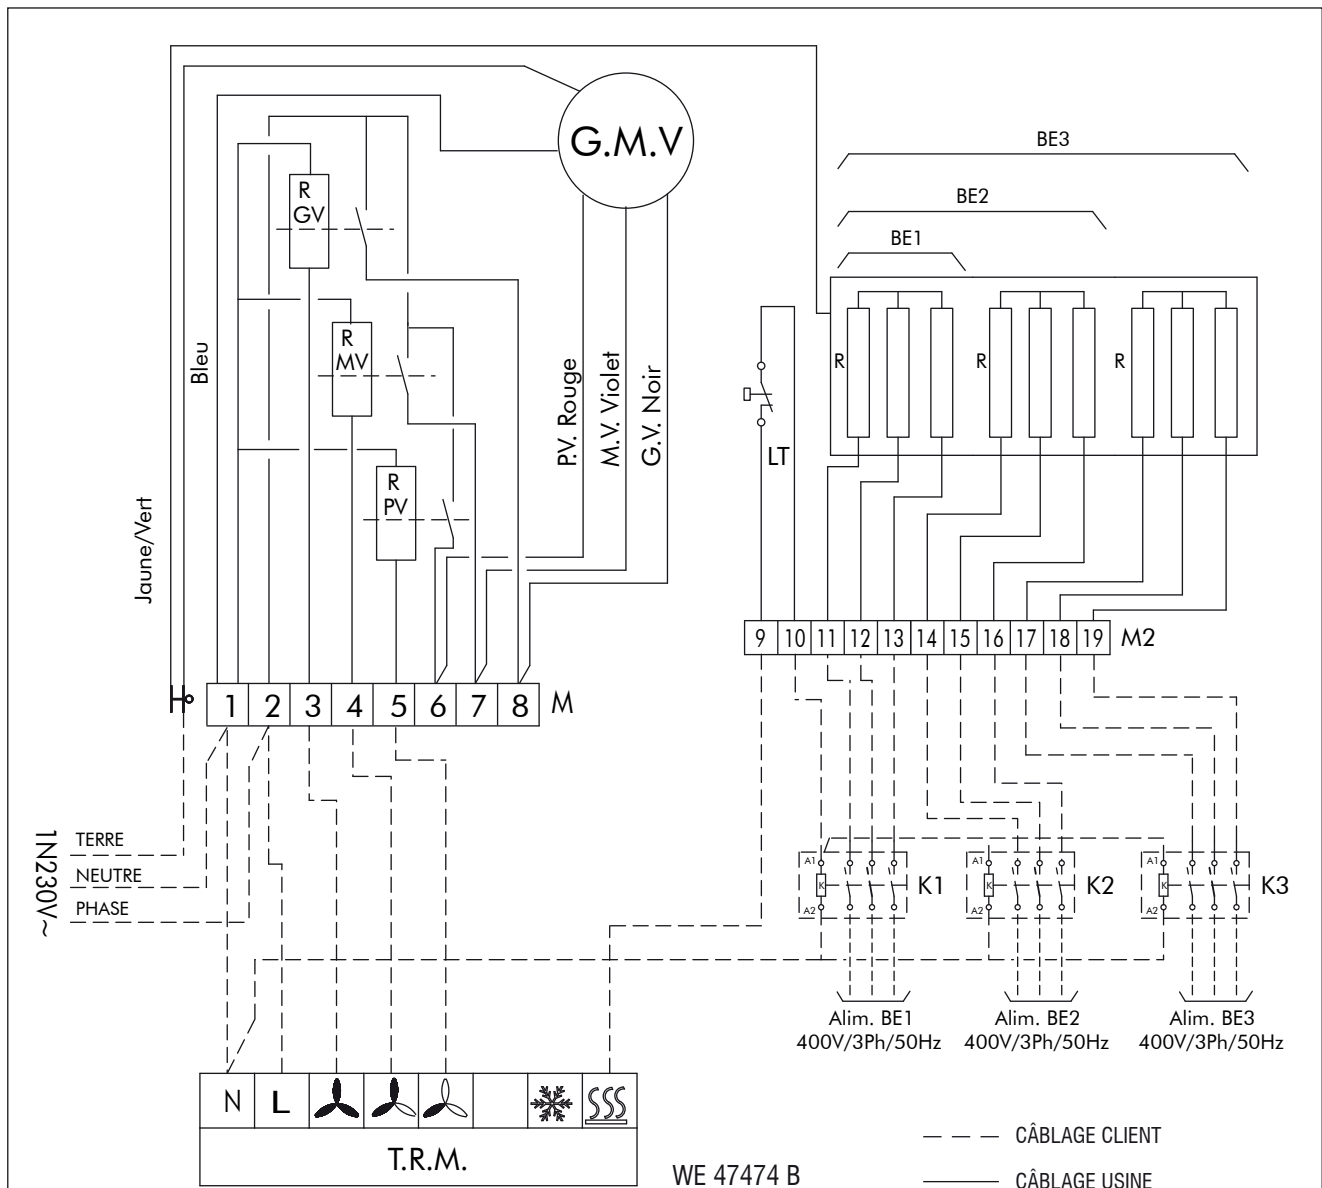 G.M.V
BE3
BE2
BE1
R
GV
R
MV
R
PV
Bleu
Jaune/Vert
P.V. Rouge
M.V. Violet
G.V. Noir
LT
R
R
R
9 10 11 12 13 14 15 16 17 18 19 M2
1 2 3 4 5 6 7 8 M
1N230V~
TERRE
NEUTRE
PHASE
A1
K
A2
K1
A1
K
A2
K2
A1
K
A2
K3
Alim. BE1
400V/3Ph/50Hz
Alim. BE2
400V/3Ph/50Hz
Alim. BE3
400V/3Ph/50Hz
N L
T.R.M.
WE 47474 B
CÂBLAGE CLIENT
CÂBLAGE USINE